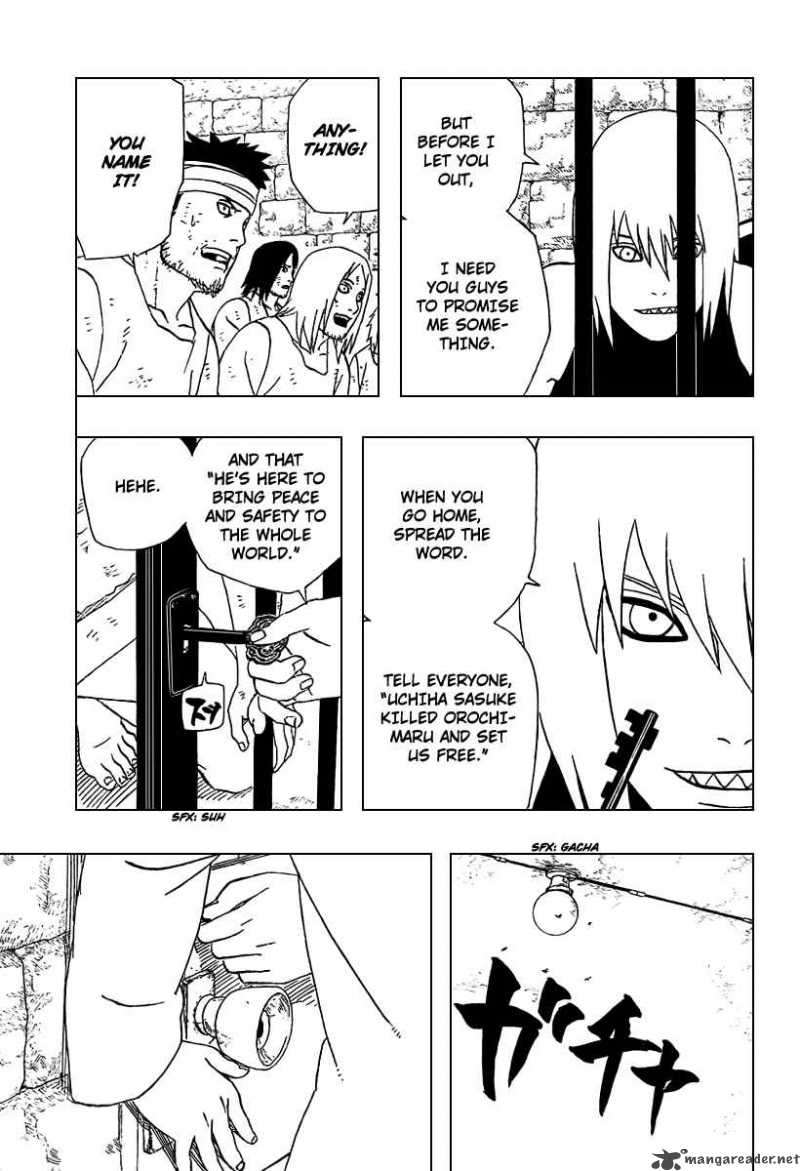 BUT
BEFORE I
LET YOU
OUT,
I NEED
YOU GUYS
TO PROMISE
ME SOME-
THING.
ANY-
THING!
YOU
NAME
IT!
WHEN YOU
GO HOME,
SPREAD THE
WORD.
TELL EVERYONE,
"UCHIHA SASUKE
KILLED OROCHI-
MARU AND SET
US FREE."
AND THAT
"HE'S HERE TO
BRING PEACE
AND SAFETY TO
THE WHOLE
WORLD."
HEHE.
スッ
SFX: SUH
SFX: GACHA
ガチャ
mangareader.net